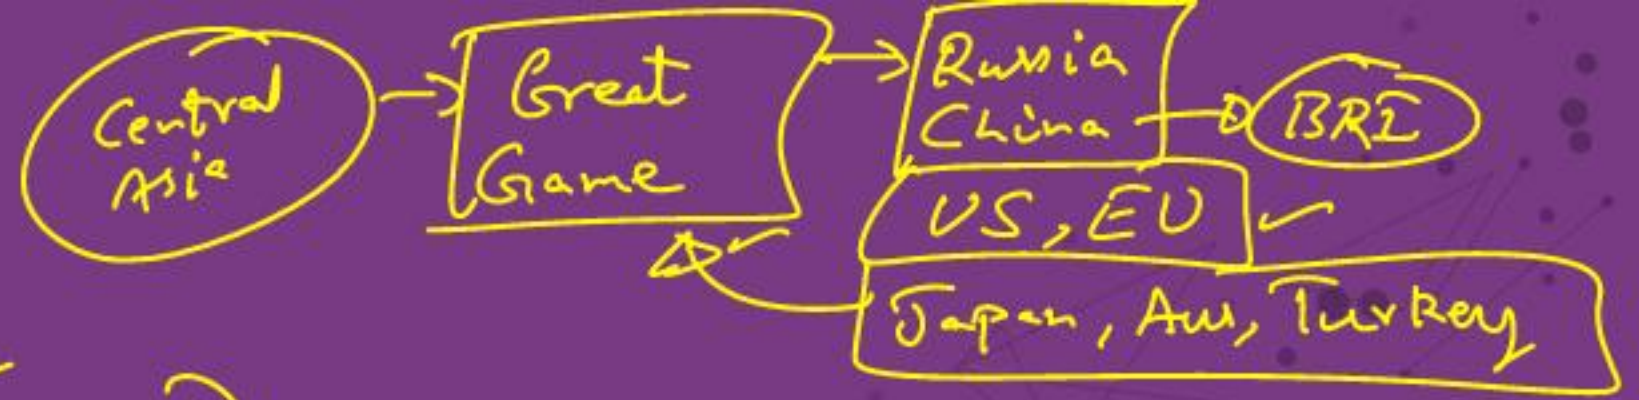 Central
Asia
Great
Game
Russia
China
BRI
US, EU
Japan, Aus, Turkey